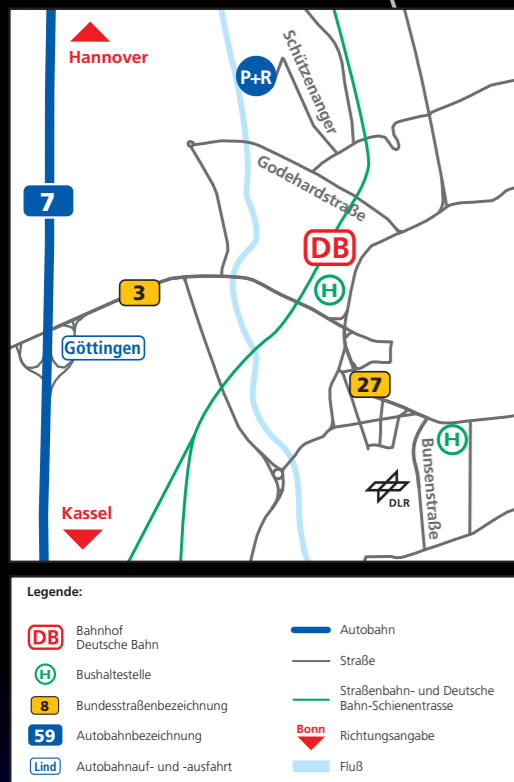 Hannover
P+R
Schützenanger
Godehardstraße
7
DB
H
3
Göttingen
27
H
Bunsenstraße
DLR
Kassel
Legende:
DB Bahnhof
Deutsche Bahn
H Bushaltestelle
8 Bundesstraßenbezeichnung
59 Autobahnbezeichnung
Lind Autobahnauf- und -ausfahrt
Autobahn
Straße
Straßenbahn- und Deutsche
Bahn-Schienentrasse
Bonn Richtungsangabe
Fluß